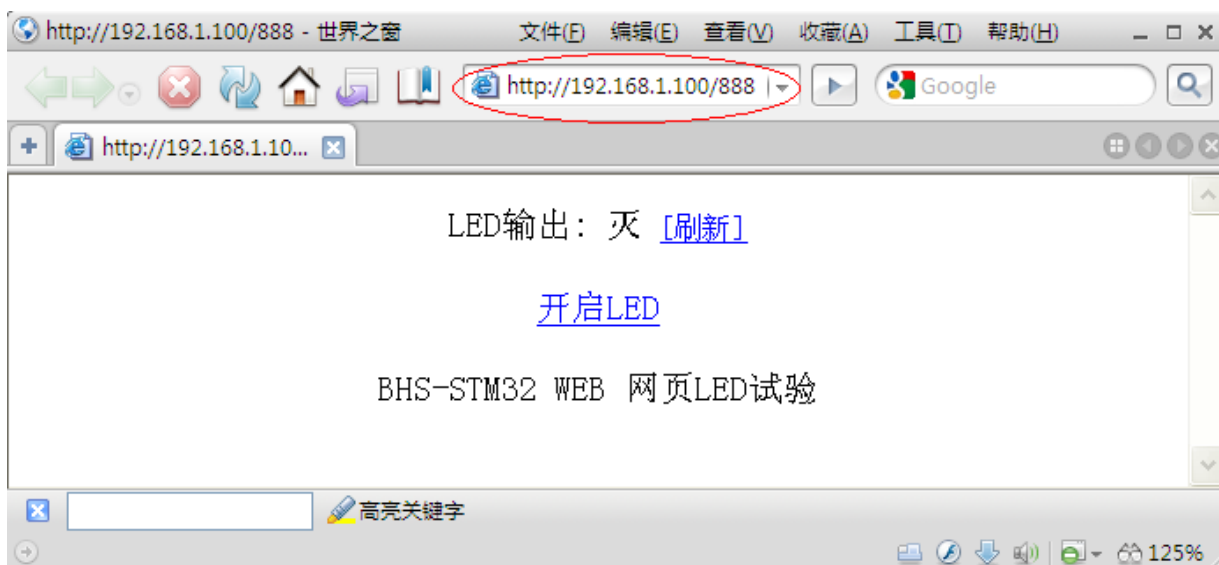 http://192.168.1.100/888 - 世界之窗 文件(F) 编辑(E) 查看(V) 收藏(A) 工具(T) 帮助(H)
http://192.168.1.100/888 Google
http://192.168.1.10...
LED输出: 灭 [刷新]
开启LED
BHS-STM32 WEB 网页LED试验
高亮关键字
125%